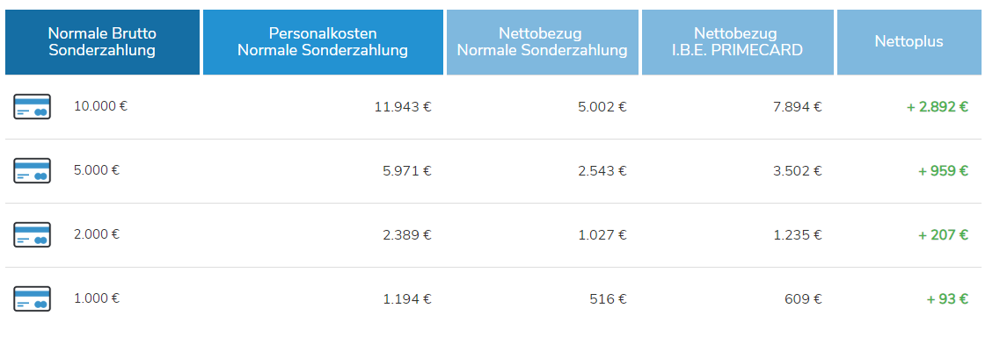 Normale Brutto
Sonderzahlung
Personalkosten
Normale Sonderzahlung
Nettobezug
Normale Sonderzahlung
Nettobezug
I.B.E. PRIMECARD
Nettoplus
10.000 € 11.943 € 5.002 € 7.894 € + 2.892 €
5.000 € 5.971 € 2.543 € 3.502 € + 959 €
2.000 € 2.389 € 1.027 € 1.235 € + 207 €
1.000 € 1.194 € 516 € 609 € + 93 €